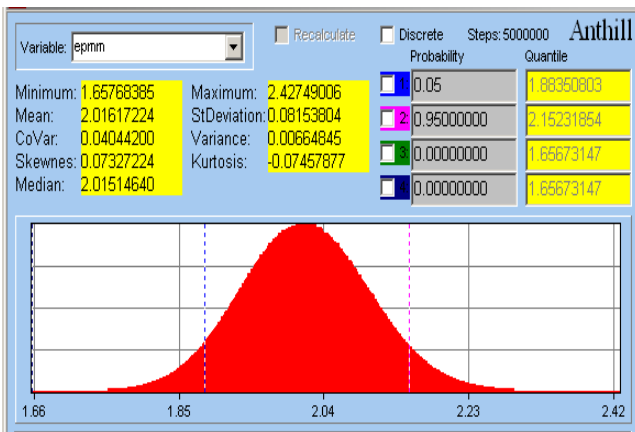 Variable: epmm
Recalculate
Discrete Steps: 5000000 Anthill
Probability Quantile
Minimum: 1.65768385 Maximum: 2.42749006 1 0.05 1.88350803
Mean: 2.01617224 StDeviation: 0.08153804 2 0.95000000 2.15231854
CoVar: 0.04044200 Variance: 0.00664845
Skewnes: 0.07327224 Kurtosis: -0.07457877 3 0.00000000 1.65673147
Median: 2.01514640 4 0.00000000 1.65673147
1.66 1.85 2.04 2.23 2.42